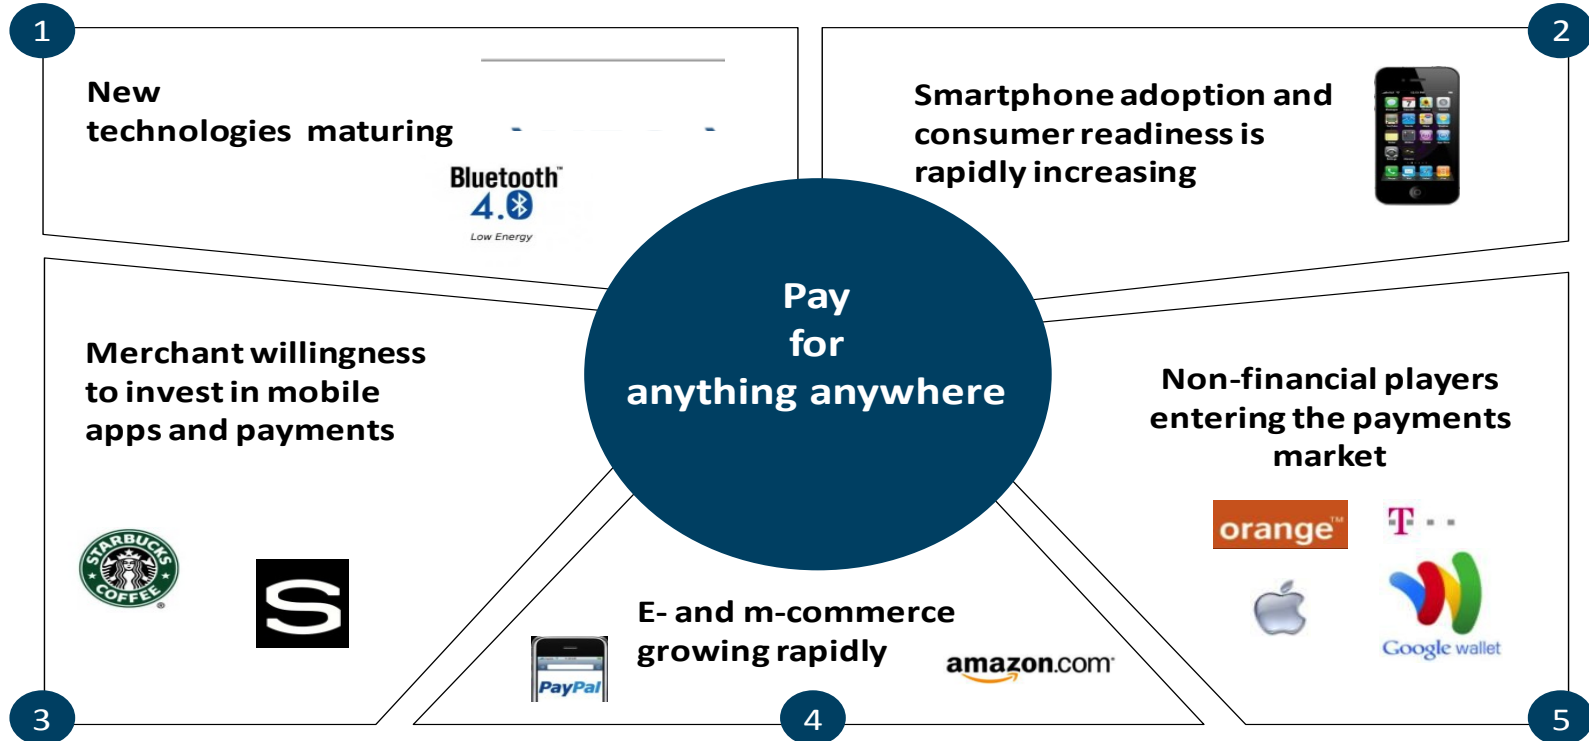 1
New
technologies maturing
Bluetooth™
4.0
Low Energy
2
Smartphone adoption and
consumer readiness is
rapidly increasing
Pay
for
anything anywhere
Merchant willingness
to invest in mobile
apps and payments
STARBUCKS
COFFEE
®
S
3
E- and m-commerce
growing rapidly
PayPal
amazon.com
4
Non-financial players
entering the payments
market
orange™
T
Google wallet
5